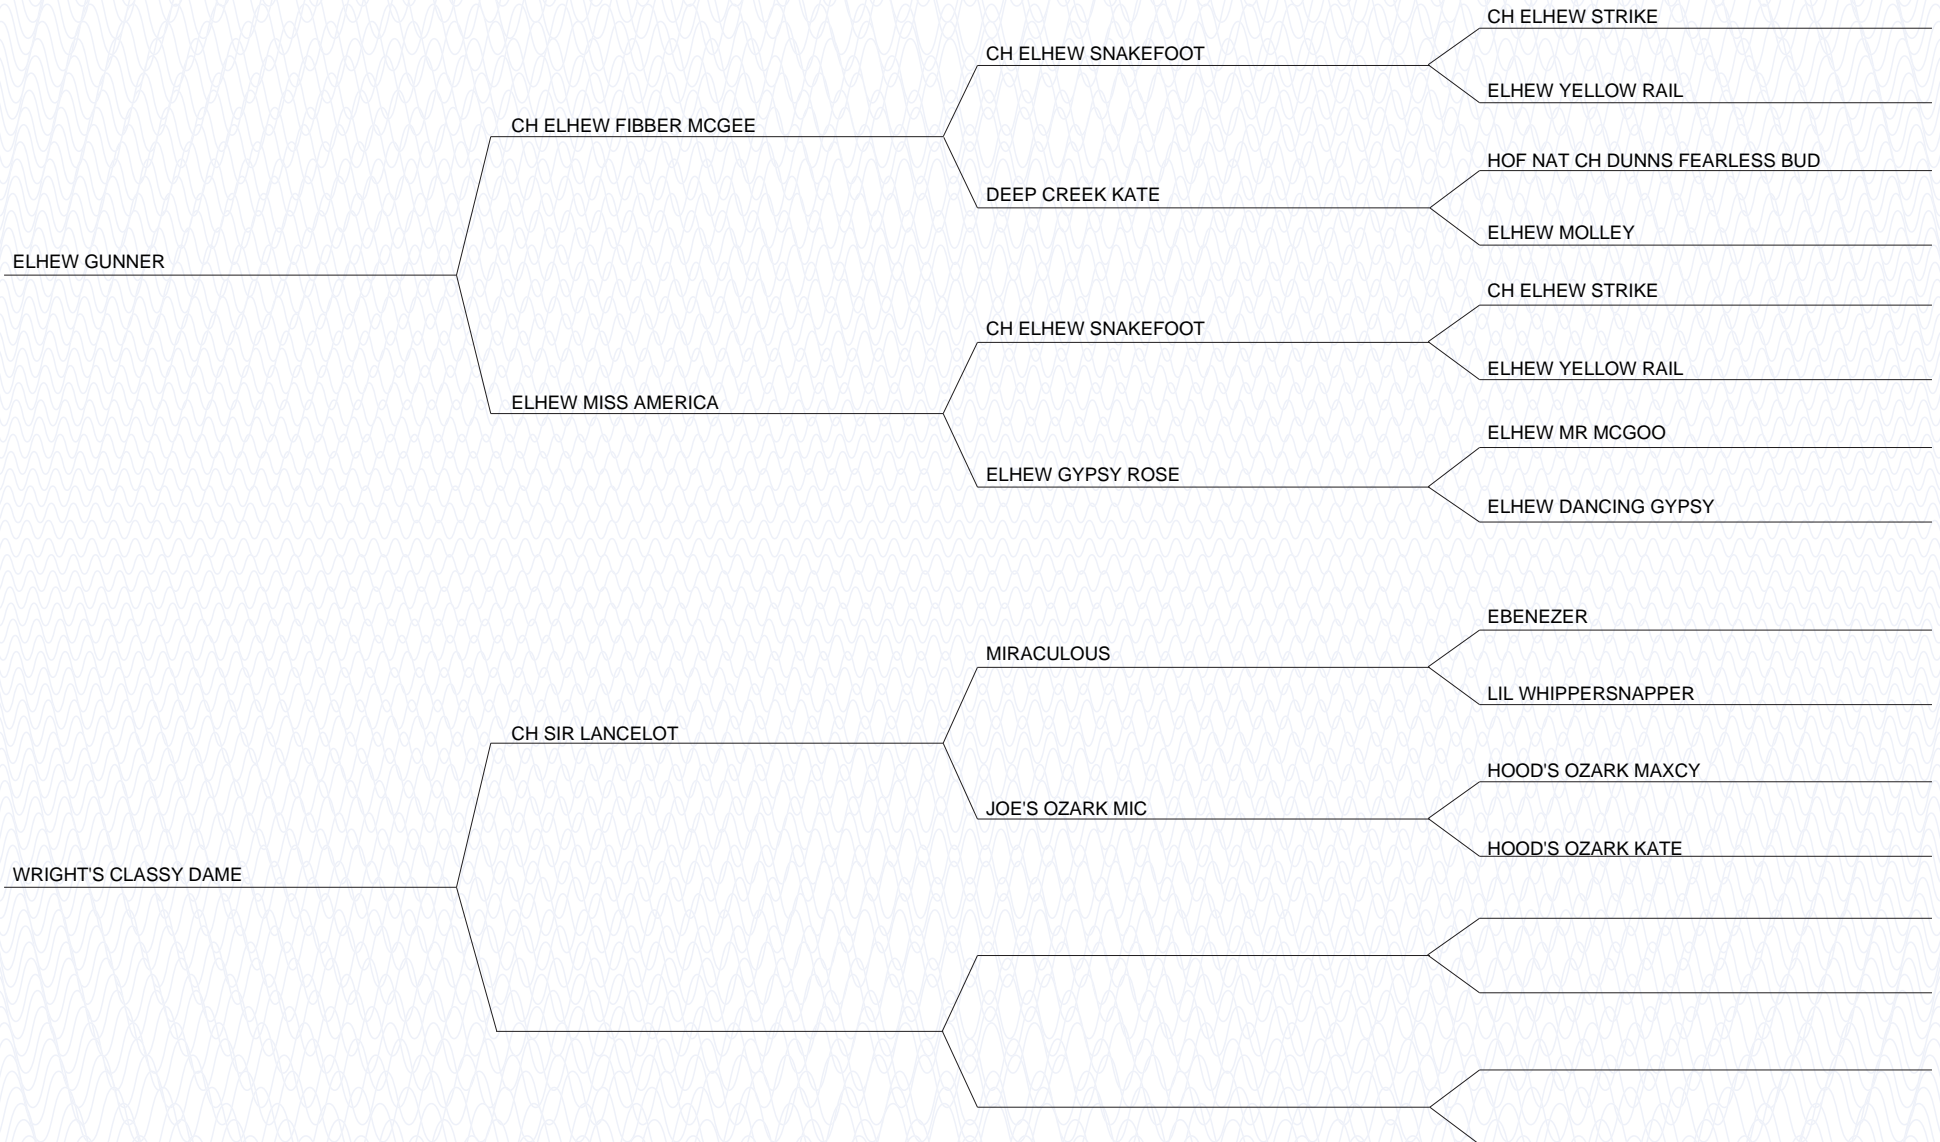 CH ELHEW STRIKE
CH ELHEW SNAKEFOOT
ELHEW YELLOW RAIL
CH ELHEW FIBBER MCGEE
HOF NAT CH DUNNS FEARLESS BUD
DEEP CREEK KATE
ELHEW MOLLEY
ELHEW GUNNER
CH ELHEW STRIKE
CH ELHEW SNAKEFOOT
ELHEW YELLOW RAIL
ELHEW MISS AMERICA
ELHEW MR MCGOO
ELHEW GYPSY ROSE
ELHEW DANCING GYPSY
EBENEZER
MIRACULOUS
LIL WHIPPERSNAPPER
CH SIR LANCELOT
HOOD'S OZARK MAXCY
JOE'S OZARK MIC
HOOD'S OZARK KATE
WRIGHT'S CLASSY DAME